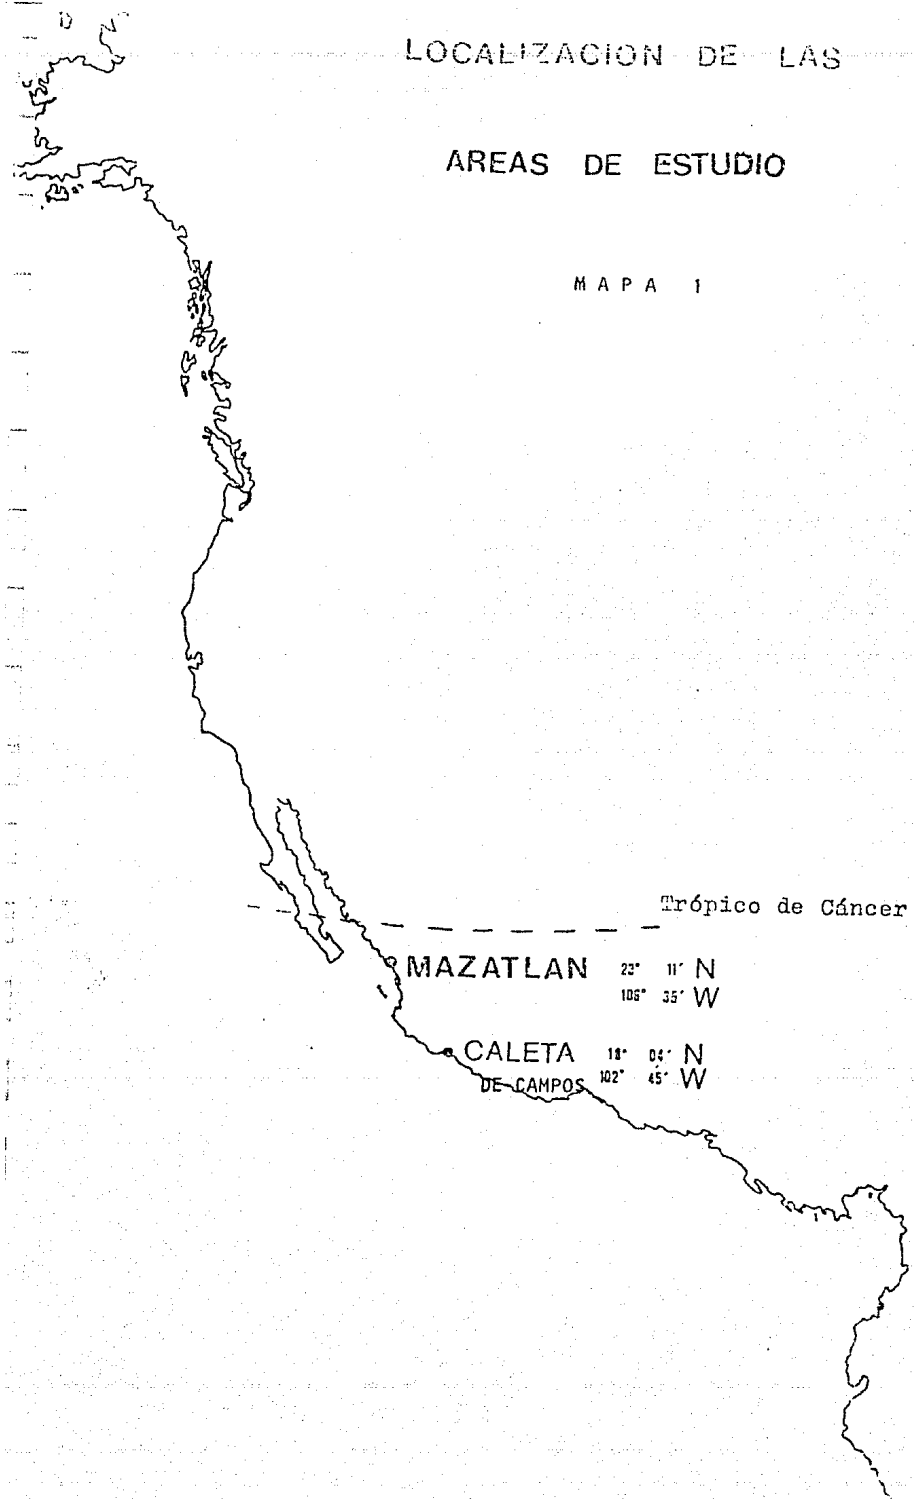 LOCALIZACION DE LAS
AREAS DE ESTUDIO
MAPA 1
Trópico de Cáncer
MAZATLAN 23° 11' N
106° 35' W
CALETA 18° 04' N
DE CAMPOS 102° 45' W